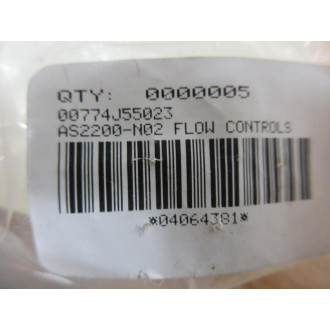 QTY: 0000005
00774J55023
AS2200-N02 FLOW CONTROLS
*04064381*